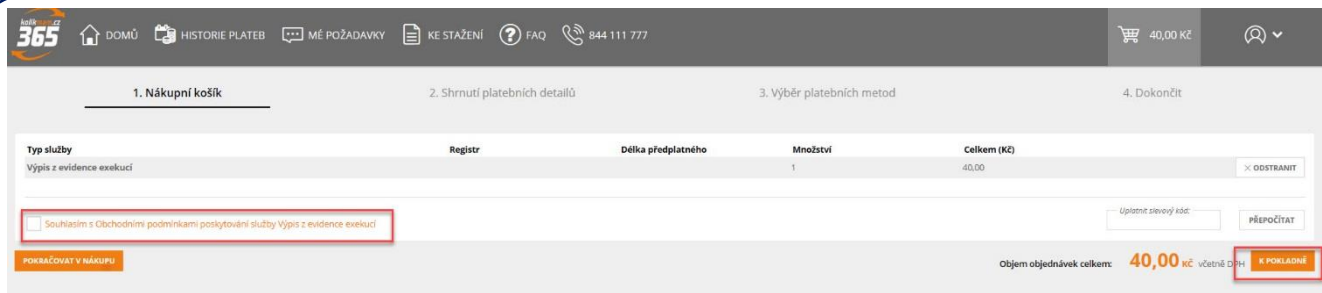 kolikmam.cz
365
DOMŮ HISTORIE PLATEB MÉ POŽADAVKY KE STAŽENÍ FAQ 844 111 777 40,00 Kč
1. Nákupní košík 2. Shrnutí platebních detailů 3. Výběr platebních metod 4. Dokončit
Typ služby Registr Délka předplatného Množství Celkem (Kč)
Výpis z evidence exekucí 1 40,00 × ODSTRANIT
Souhlasím s Obchodními podmínkami poskytování služby Výpis z evidence exekucí
Uplatnit slevový kód:
PŘEPOČÍTAT
POKRAČOVAT V NÁKUPU Objem objednávek celkem: 40,00 Kč včetně DPH K POKLADNĚ